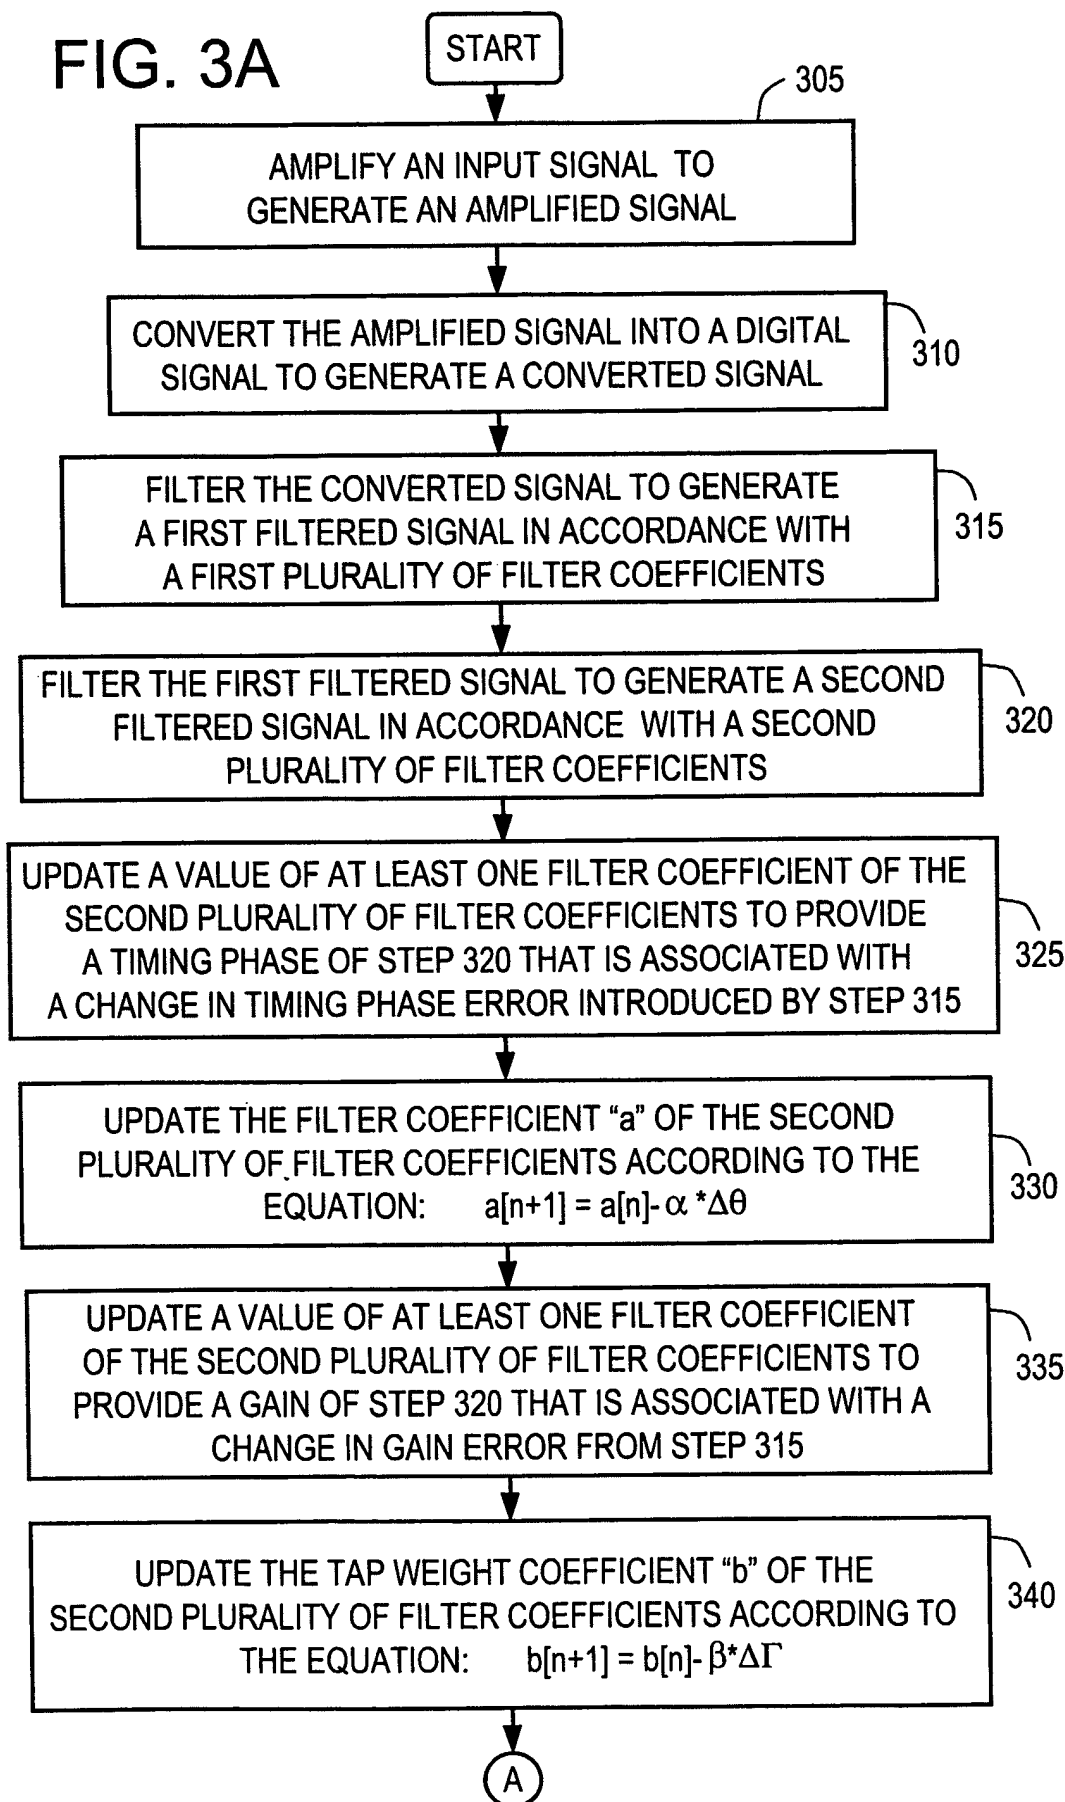 FIG. 3A
START
305
AMPLIFY AN INPUT SIGNAL TO
GENERATE AN AMPLIFIED SIGNAL
CONVERT THE AMPLIFIED SIGNAL INTO A DIGITAL
SIGNAL TO GENERATE A CONVERTED SIGNAL
310
FILTER THE CONVERTED SIGNAL TO GENERATE
A FIRST FILTERED SIGNAL IN ACCORDANCE WITH
A FIRST PLURALITY OF FILTER COEFFICIENTS
315
FILTER THE FIRST FILTERED SIGNAL TO GENERATE A SECOND
FILTERED SIGNAL IN ACCORDANCE WITH A SECOND
PLURALITY OF FILTER COEFFICIENTS
320
UPDATE A VALUE OF AT LEAST ONE FILTER COEFFICIENT OF THE
SECOND PLURALITY OF FILTER COEFFICIENTS TO PROVIDE
A TIMING PHASE OF STEP 320 THAT IS ASSOCIATED WITH
A CHANGE IN TIMING PHASE ERROR INTRODUCED BY STEP 315
325
UPDATE THE FILTER COEFFICIENT “a” OF THE SECOND
PLURALITY OF FILTER COEFFICIENTS ACCORDING TO THE
EQUATION: a[n+1] = a[n]- α *Δθ
330
UPDATE A VALUE OF AT LEAST ONE FILTER COEFFICIENT
OF THE SECOND PLURALITY OF FILTER COEFFICIENTS TO
PROVIDE A GAIN OF STEP 320 THAT IS ASSOCIATED WITH A
CHANGE IN GAIN ERROR FROM STEP 315
335
UPDATE THE TAP WEIGHT COEFFICIENT “b” OF THE
SECOND PLURALITY OF FILTER COEFFICIENTS ACCORDING TO
THE EQUATION: b[n+1] = b[n]- β*ΔΓ
340
A